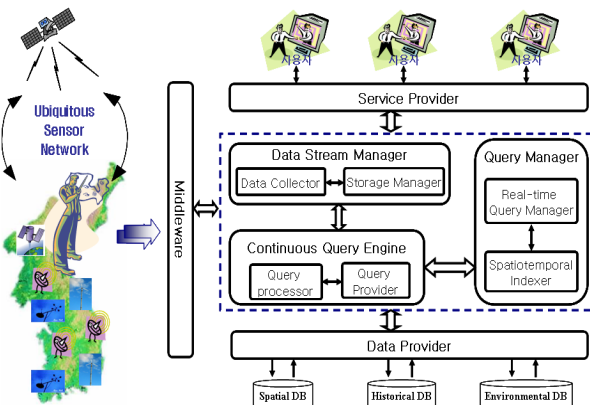 사용자
사용자
사용자
Service Provider
Ubiquitous
Sensor
Network
Middleware
Data Stream Manager
Data Collector
Storage Manager
Query Manager
Real-time
Query Manager
Spatiotemporal
Indexer
Continuous Query Engine
Query
processor
Query
Provider
Data Provider
Spatial DB
Historical DB
Environmental DB